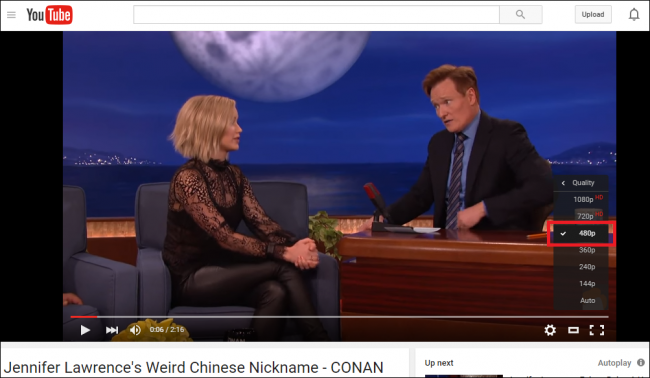 YouTube
Upload
Quality
1080p HD
720p HD
480p
360p
240p
144p
Auto
0:06 / 2:16
Jennifer Lawrence's Weird Chinese Nickname - CONAN
Up next
Autoplay